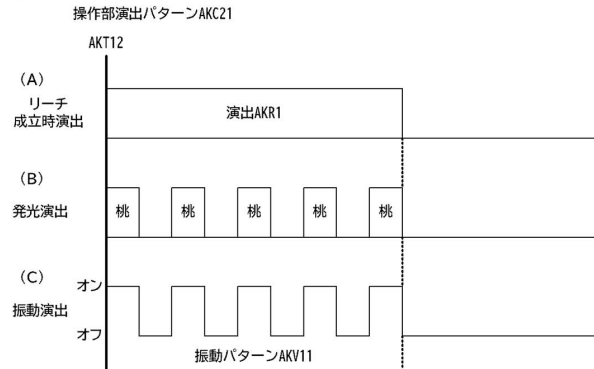 操作部演出パターンAKC21
AKT12
(A)
リーチ
成立時演出
演出AKR1
(B)
発光演出
桃 桃 桃 桃 桃
(C)
オン
振動演出
オフ
振動パターンAKV11